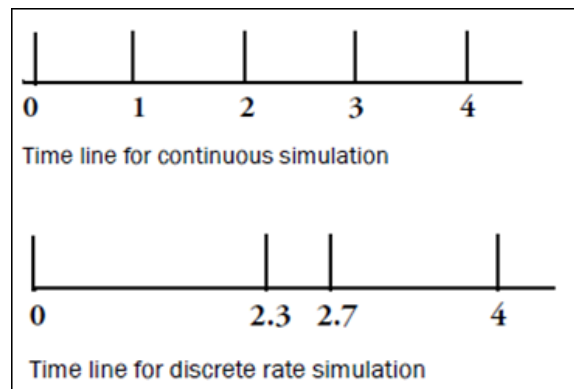 0 1 2 3 4
Time line for continuous simulation
0 2.3 2.7 4
Time line for discrete rate simulation